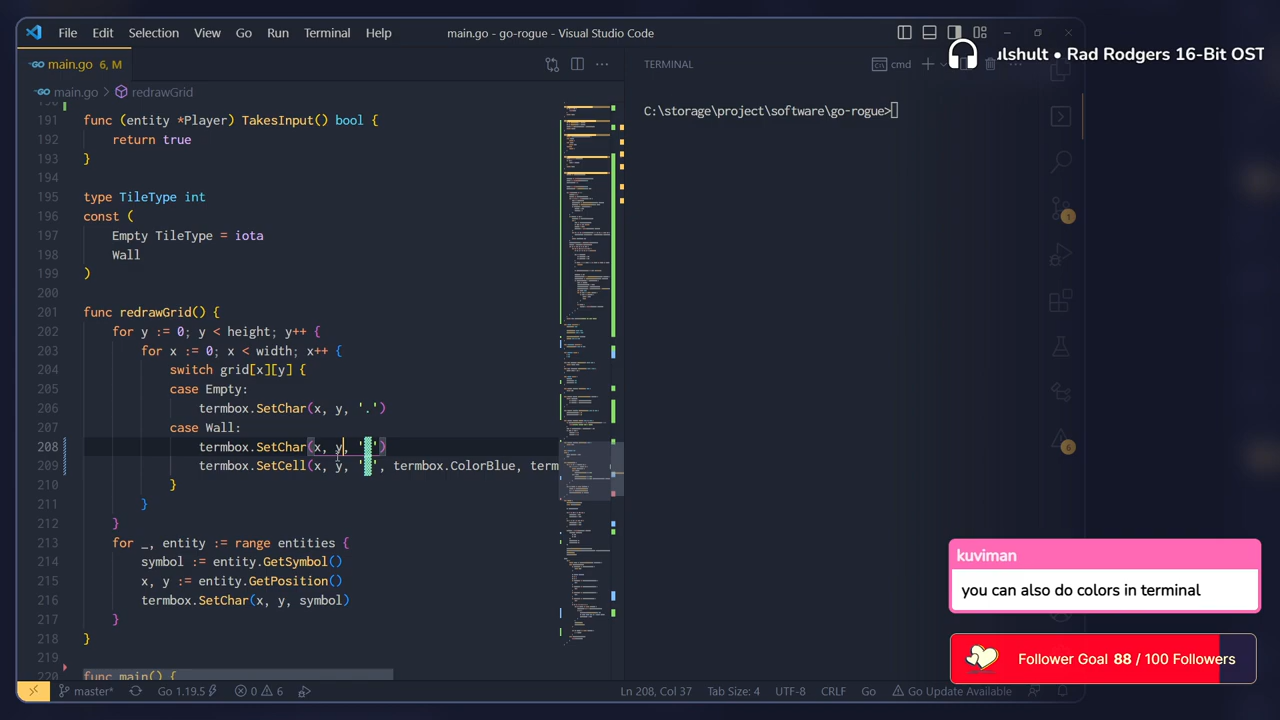 File Edit Selection View Go Run Terminal Help
main.go - go-rogue - Visual Studio Code
ulshult • Rad Rodgers 16-Bit OST
main.go 6, M
TERMINAL
cmd
main.go > redrawGrid
C:\storage\project\software\go-rogue>
191 func (entity *Player) TakesInput() bool {
192 return true
193 }
194
195 type TileType int
196 const (
197 Empty TileType = iota
198 Wall
199 )
200
201 func redrawGrid() {
202 for y := 0; y < height; y++ {
203 for x := 0; x < width; x++ {
204 switch grid[x][y] {
205 case Empty:
206 termbox.SetChar(x, y, '.')
207 case Wall:
208 termbox.SetChar(x, y, '▒')
209 termbox.SetCell(x, y, '▒', termbox.ColorBlue, term
210 }
211 }
212 }
213 for _, entity := range entities {
214 symbol := entity.GetSymbol()
215 x, y := entity.GetPosition()
216 termbox.SetChar(x, y, symbol)
217 }
218 }
219
220 func main() {
1
6
kuviman
you can also do colors in terminal
Follower Goal 88 / 100 Followers
master* Go 1.19.5 0 6
Ln 208, Col 37 Tab Size: 4 UTF-8 CRLF Go Go Update Available